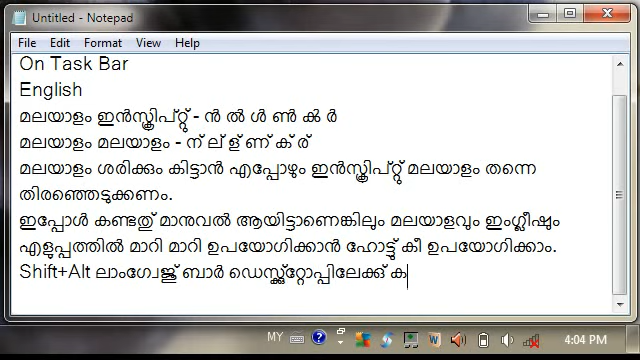 Untitled - Notepad
File Edit Format View Help
On Task Bar
English
മലയാളം ഇൻസ്ക്രിപ്റ്റ് - ൻ ൽ ൾ ൺ ൿ ർ
മലയാളം മലയാളം - ന് ല് ള് ണ് ക് ര്
മലയാളം ശരിക്കും കിട്ടാൻ എപ്പോഴും ഇൻസ്ക്രിപ്റ്റ് മലയാളം തന്നെ
തിരഞ്ഞെടുക്കണം.
ഇപ്പോൾ കണ്ടതു് മാനുവൽ ആയിട്ടാണെങ്കിലും മലയാളവും ഇംഗ്ലീഷും
എളുപ്പത്തിൽ മാറി മാറി ഉപയോഗിക്കാൻ ഹോട്ടു് കീ ഉപയോഗിക്കാം.
Shift+Alt ലാംഗ്വേജു് ബാർ ഡെസ്ക്ക്റ്റോപ്പിലേക്കു് ക
MY
4:04 PM